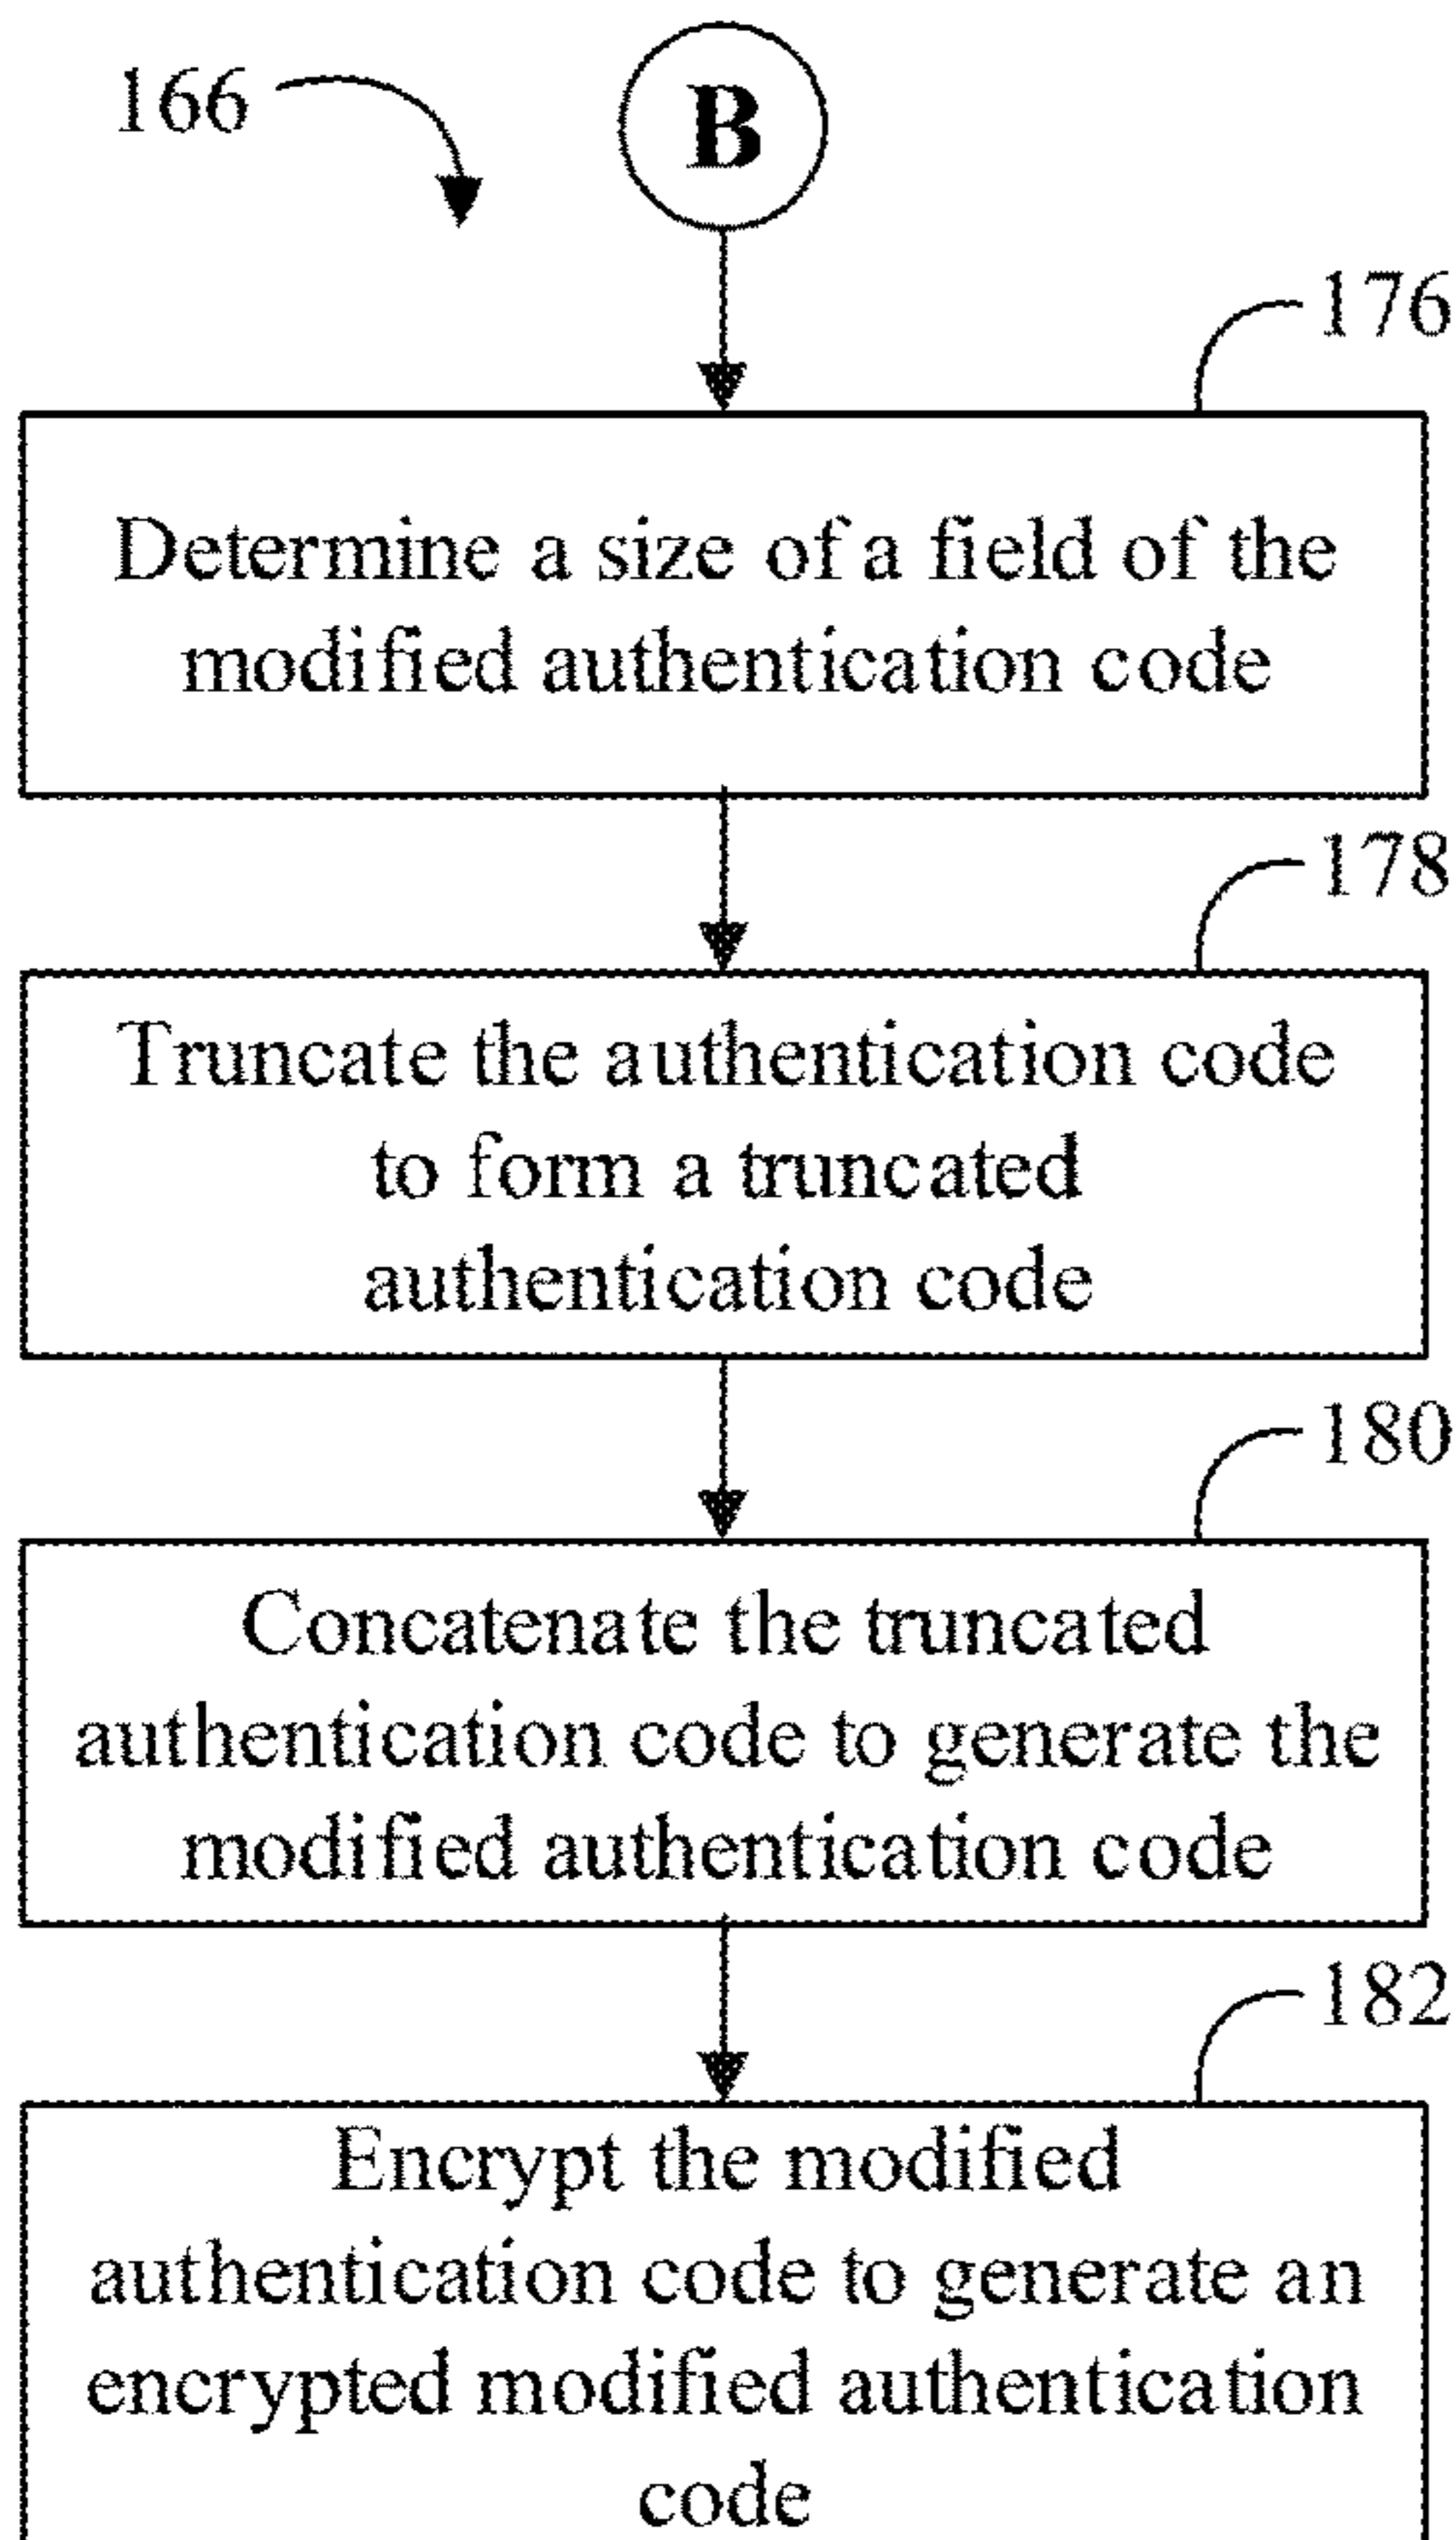 166
B
176
Determine a size of a field of the
modified authentication code
178
Truncate the authentication code
to form a truncated
authentication code
180
Concatenate the truncated
authentication code to generate the
modified authentication code
182
Encrypt the modified
authentication code to generate an
encrypted modified authentication
code